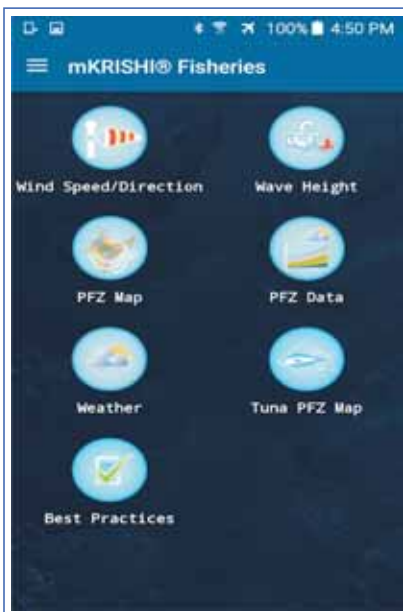 100% 4:50 PM
mKRISHI® Fisheries
Wind Speed/Direction
Wave Height
PFZ Map
PFZ Data
Weather
Tuna PFZ Map
Best Practices